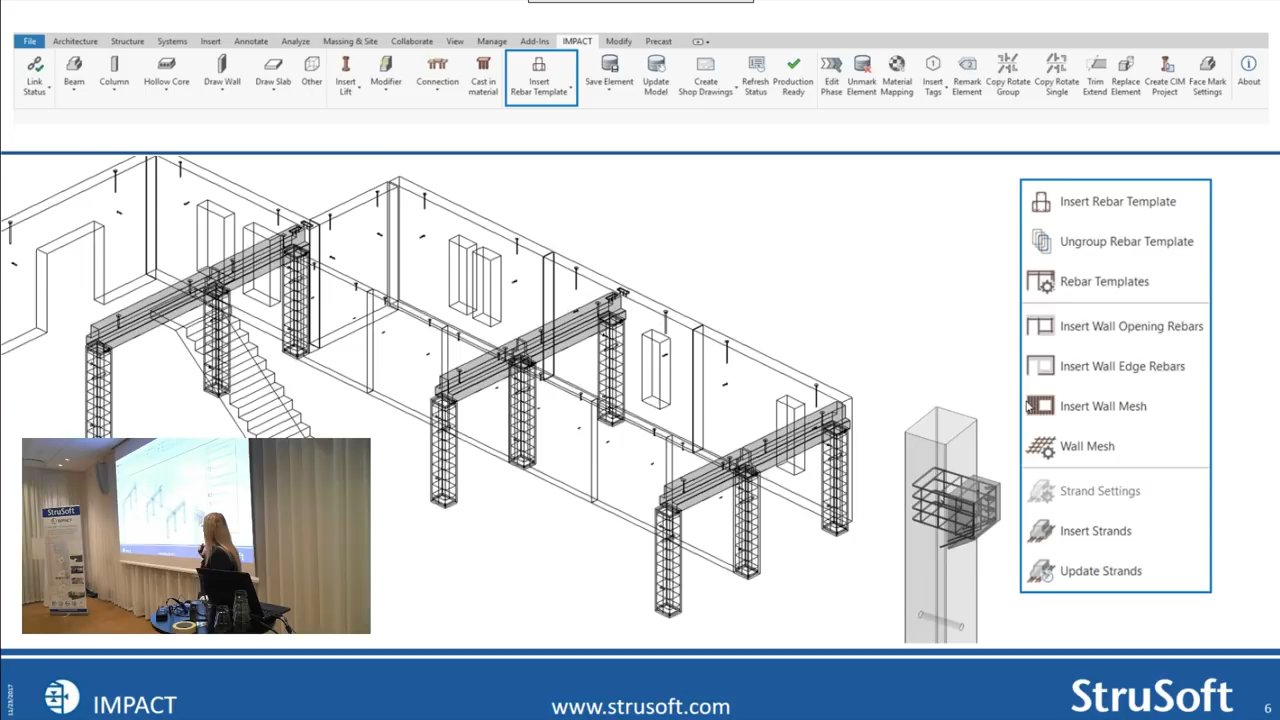 File Architecture Structure Systems Insert Annotate Analyze Massing & Site Collaborate View Manage Add-Ins IMPACT Modify Precast
Link Status
Beam
Column
Hollow Core
Draw Wall
Draw Slab
Other
Insert Lift
Modifier
Connection
Cast in material
Insert Rebar Template
Save Element
Update Model
Create Shop Drawings
Refresh Status
Production Ready
Edit Phase
Unmark Element
Material Mapping
Insert Tags
Remark Element
Copy Rotate Group
Copy Rotate Single
Trim Extend
Replace Element
Create CIM Project
Face Mark Settings
About
Insert Rebar Template
Ungroup Rebar Template
Rebar Templates
Insert Wall Opening Rebars
Insert Wall Edge Rebars
Insert Wall Mesh
Wall Mesh
Strand Settings
Insert Strands
Update Strands
StruSoft
IMPACT
11/23/2017
IMPACT
www.strusoft.com
StruSoft
6